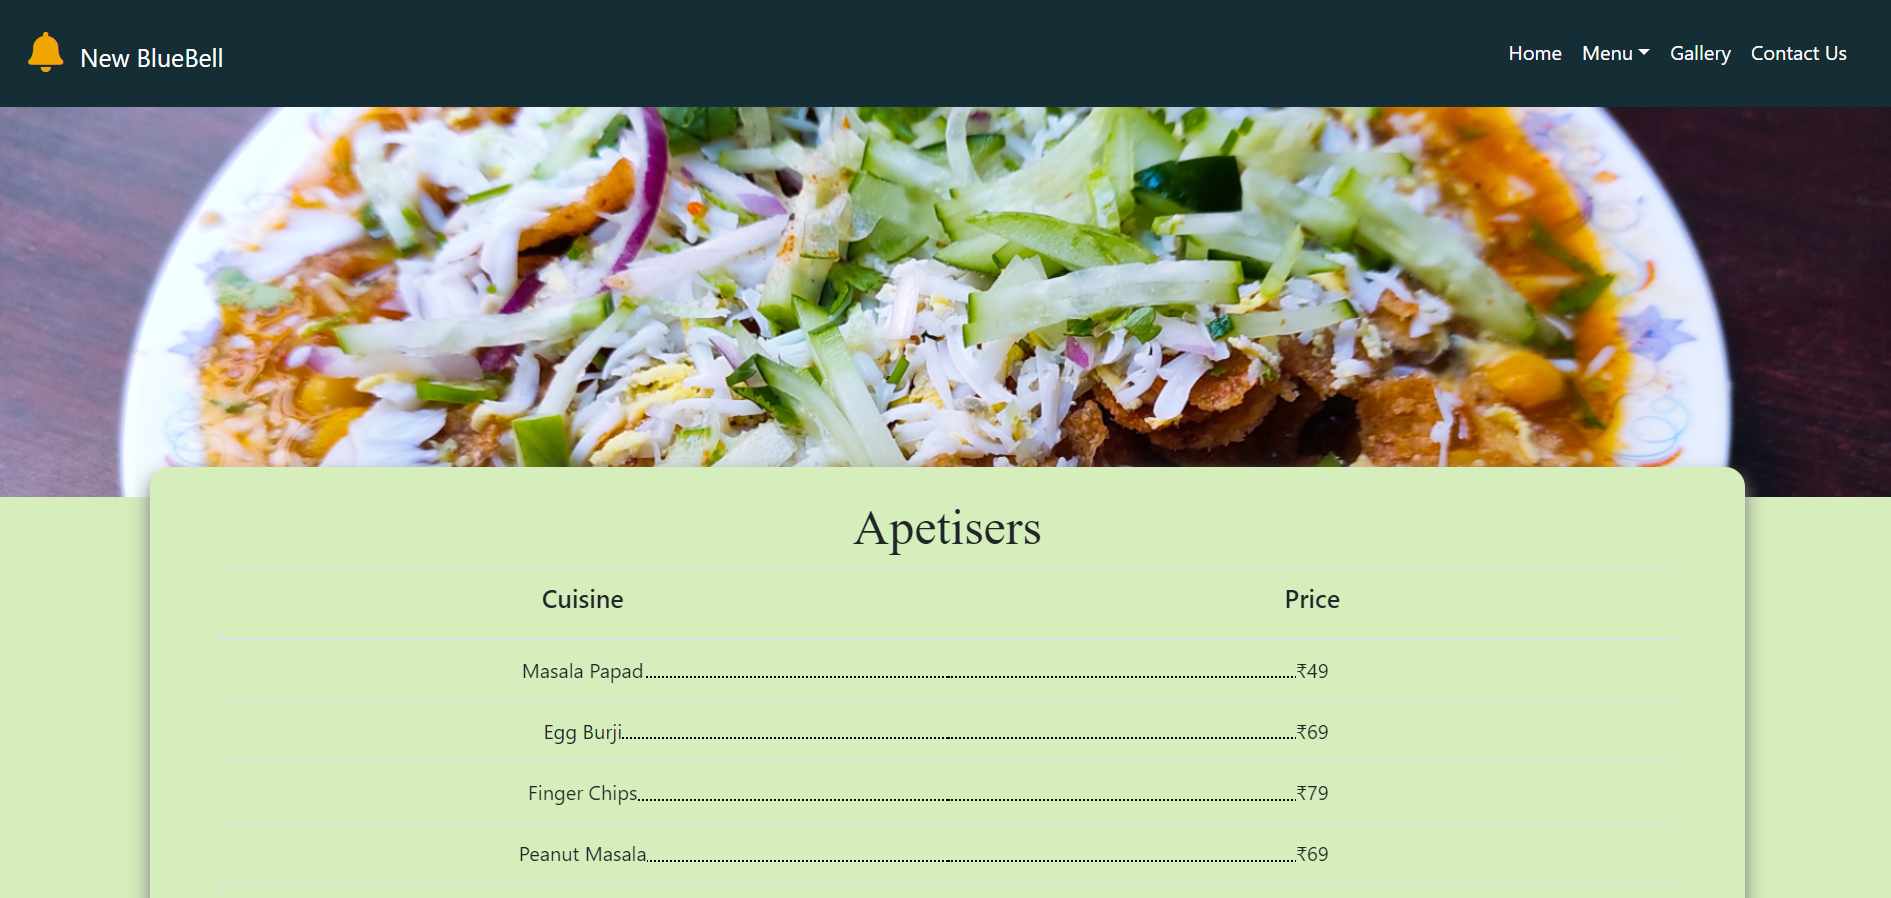 New BlueBell
Home Menu Gallery Contact Us
Apetisers
Cuisine Price
Masala Papad ₹49
Egg Burji ₹69
Finger Chips ₹79
Peanut Masala ₹69